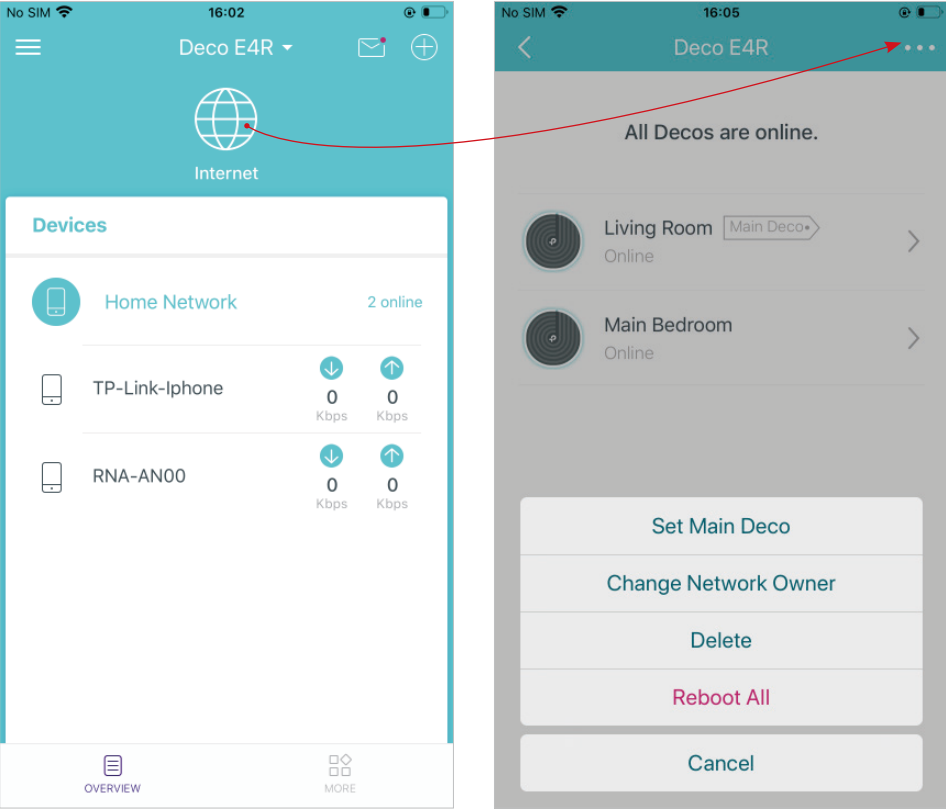 No SIM 16:02
Deco E4R
Internet
Devices
Home Network 2 online
TP-Link-Iphone 0 0
Kbps Kbps
RNA-AN00 0 0
Kbps Kbps
OVERVIEW MORE
No SIM 16:05
Deco E4R
All Decos are online.
Living Room Main Deco
Online
Main Bedroom
Online
Set Main Deco
Change Network Owner
Delete
Reboot All
Cancel